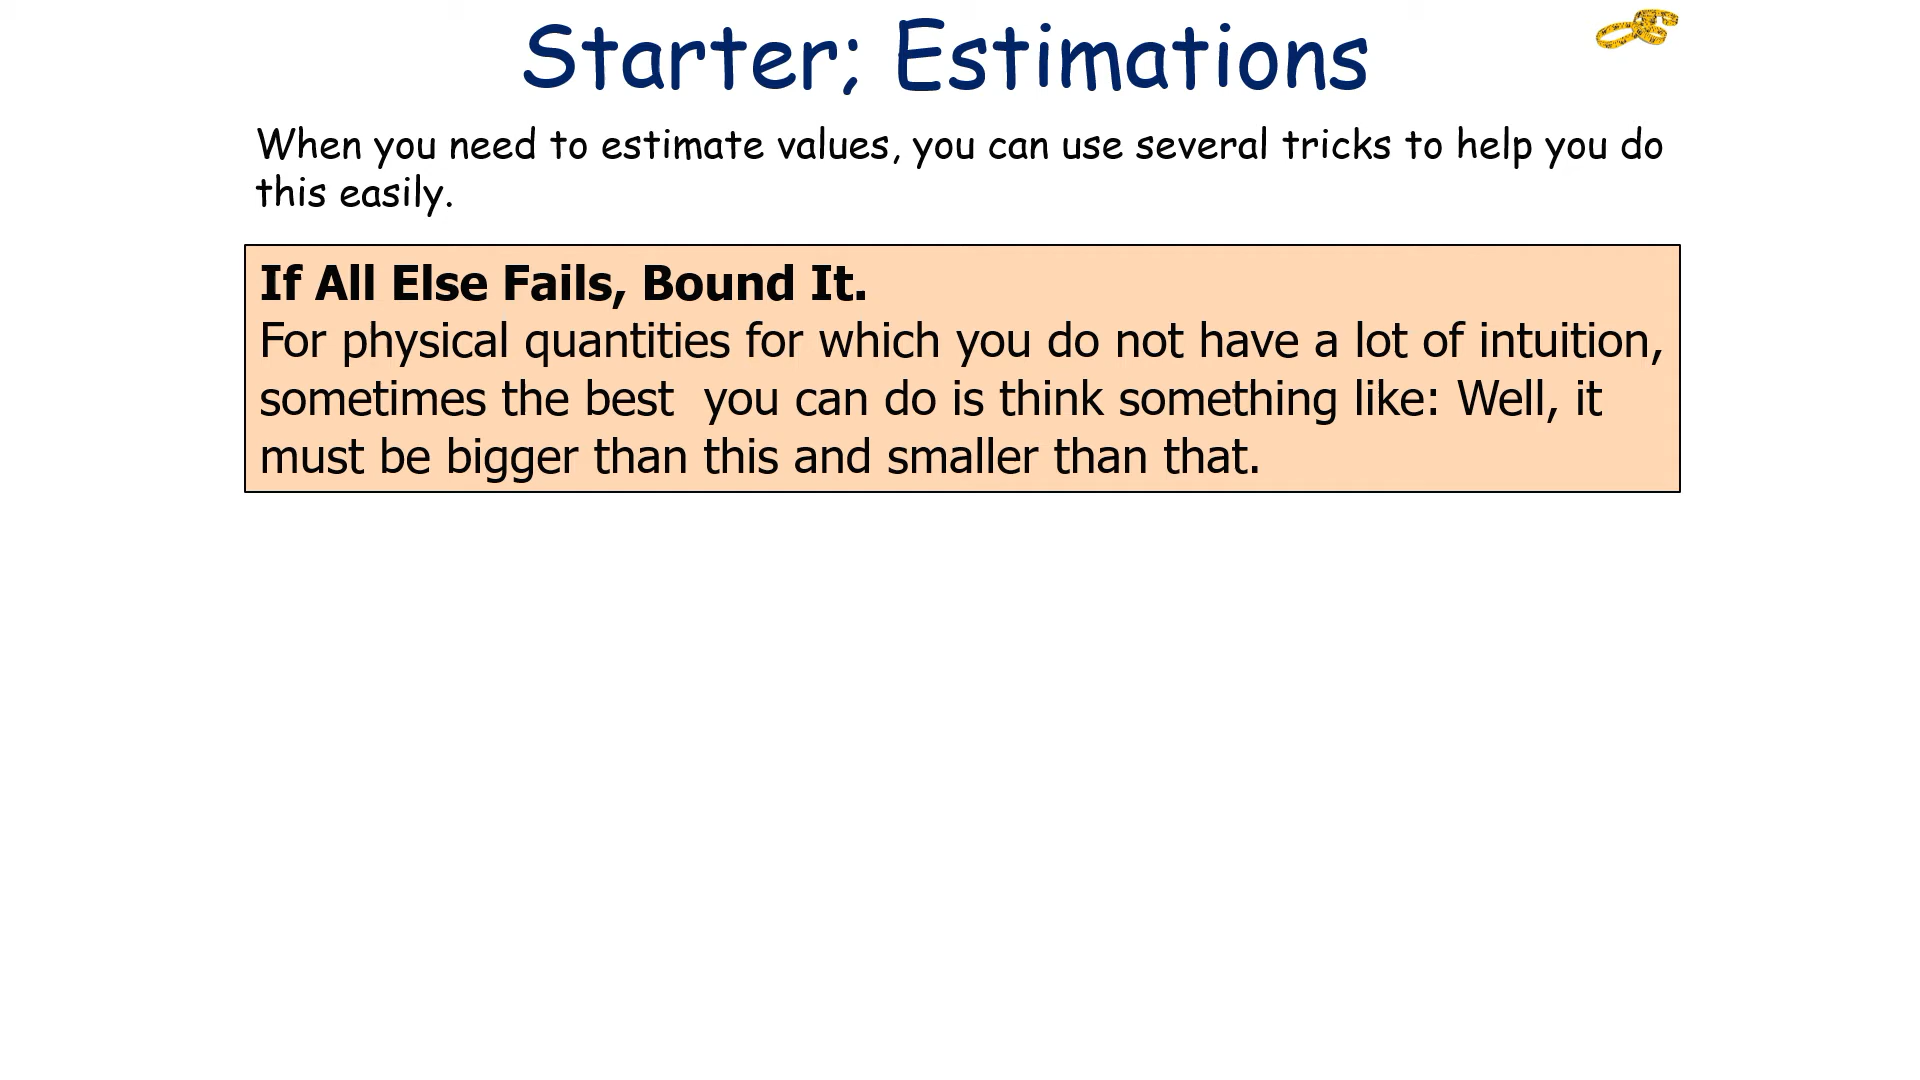 Starter; Estimations
When you need to estimate values, you can use several tricks to help you do
this easily.
If All Else Fails, Bound It.
For physical quantities for which you do not have a lot of intuition,
sometimes the best  you can do is think something like: Well, it
must be bigger than this and smaller than that.